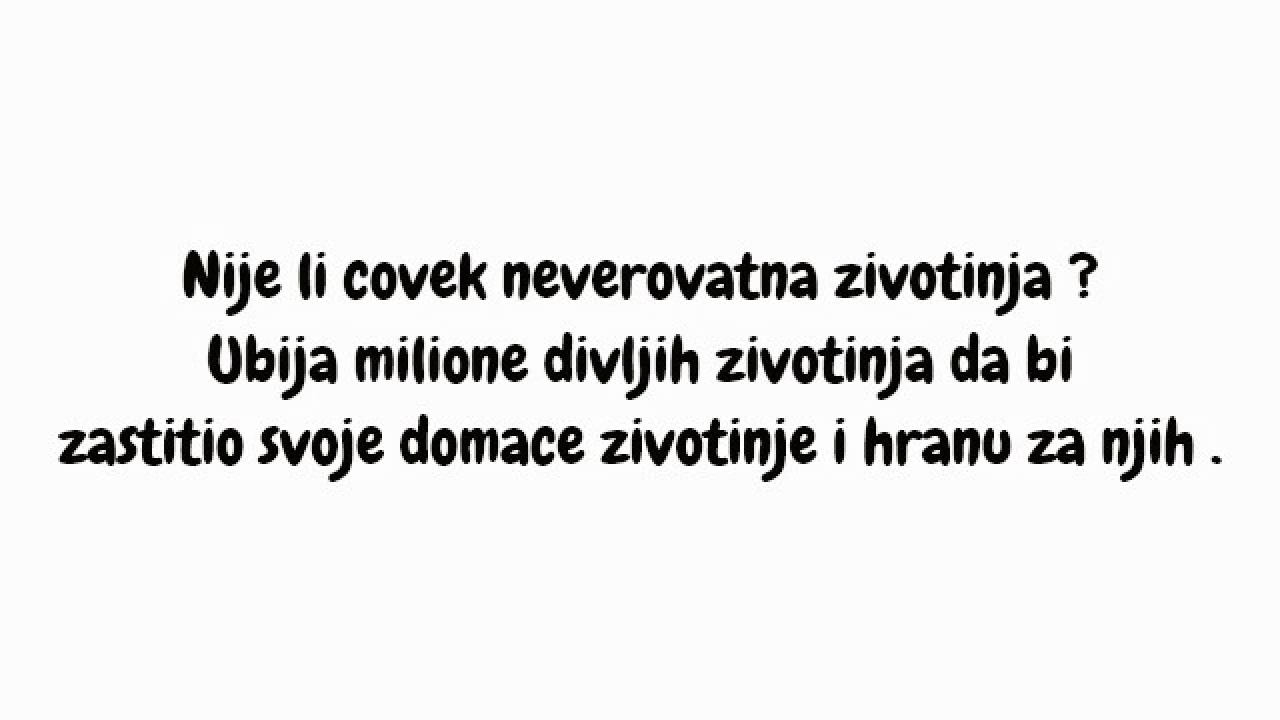 Nije li covek neverovatna zivotinja ?
Ubija milione divljih zivotinja da bi
zastitio svoje domace zivotinje i hranu za njih .